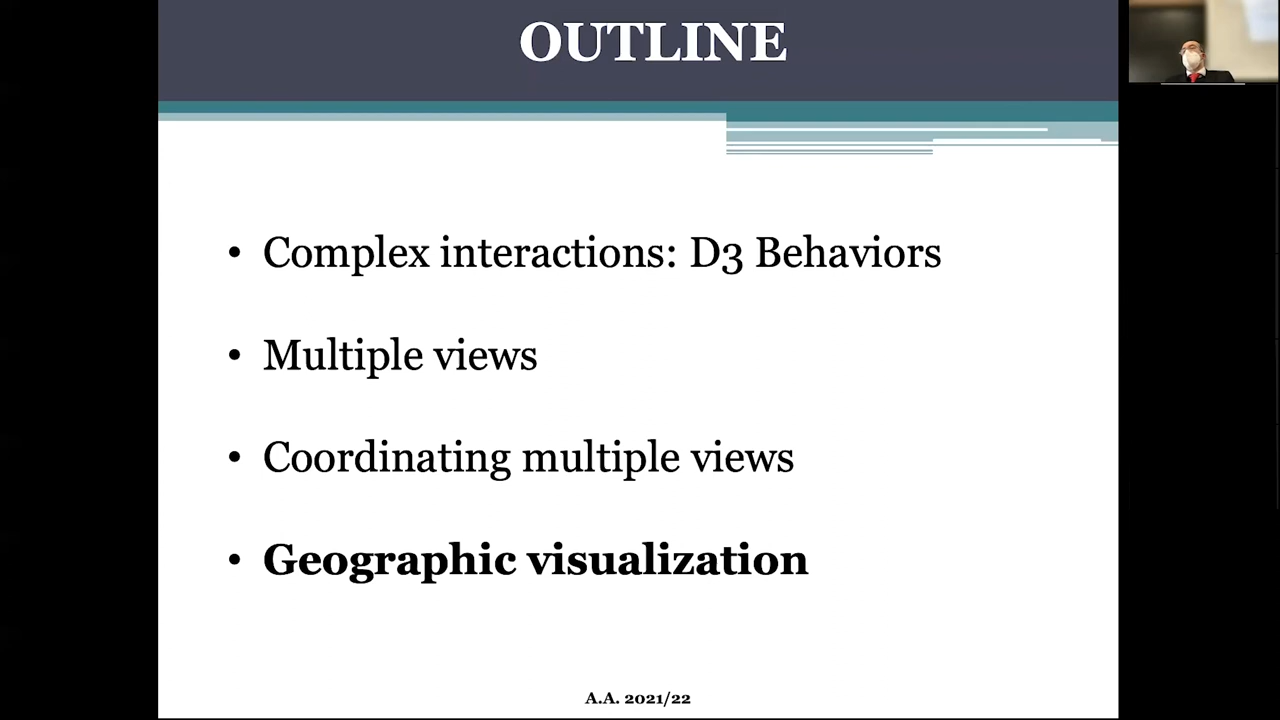 OUTLINE
• Complex interactions: D3 Behaviors
• Multiple views
• Coordinating multiple views
• Geographic visualization
A.A. 2021/22